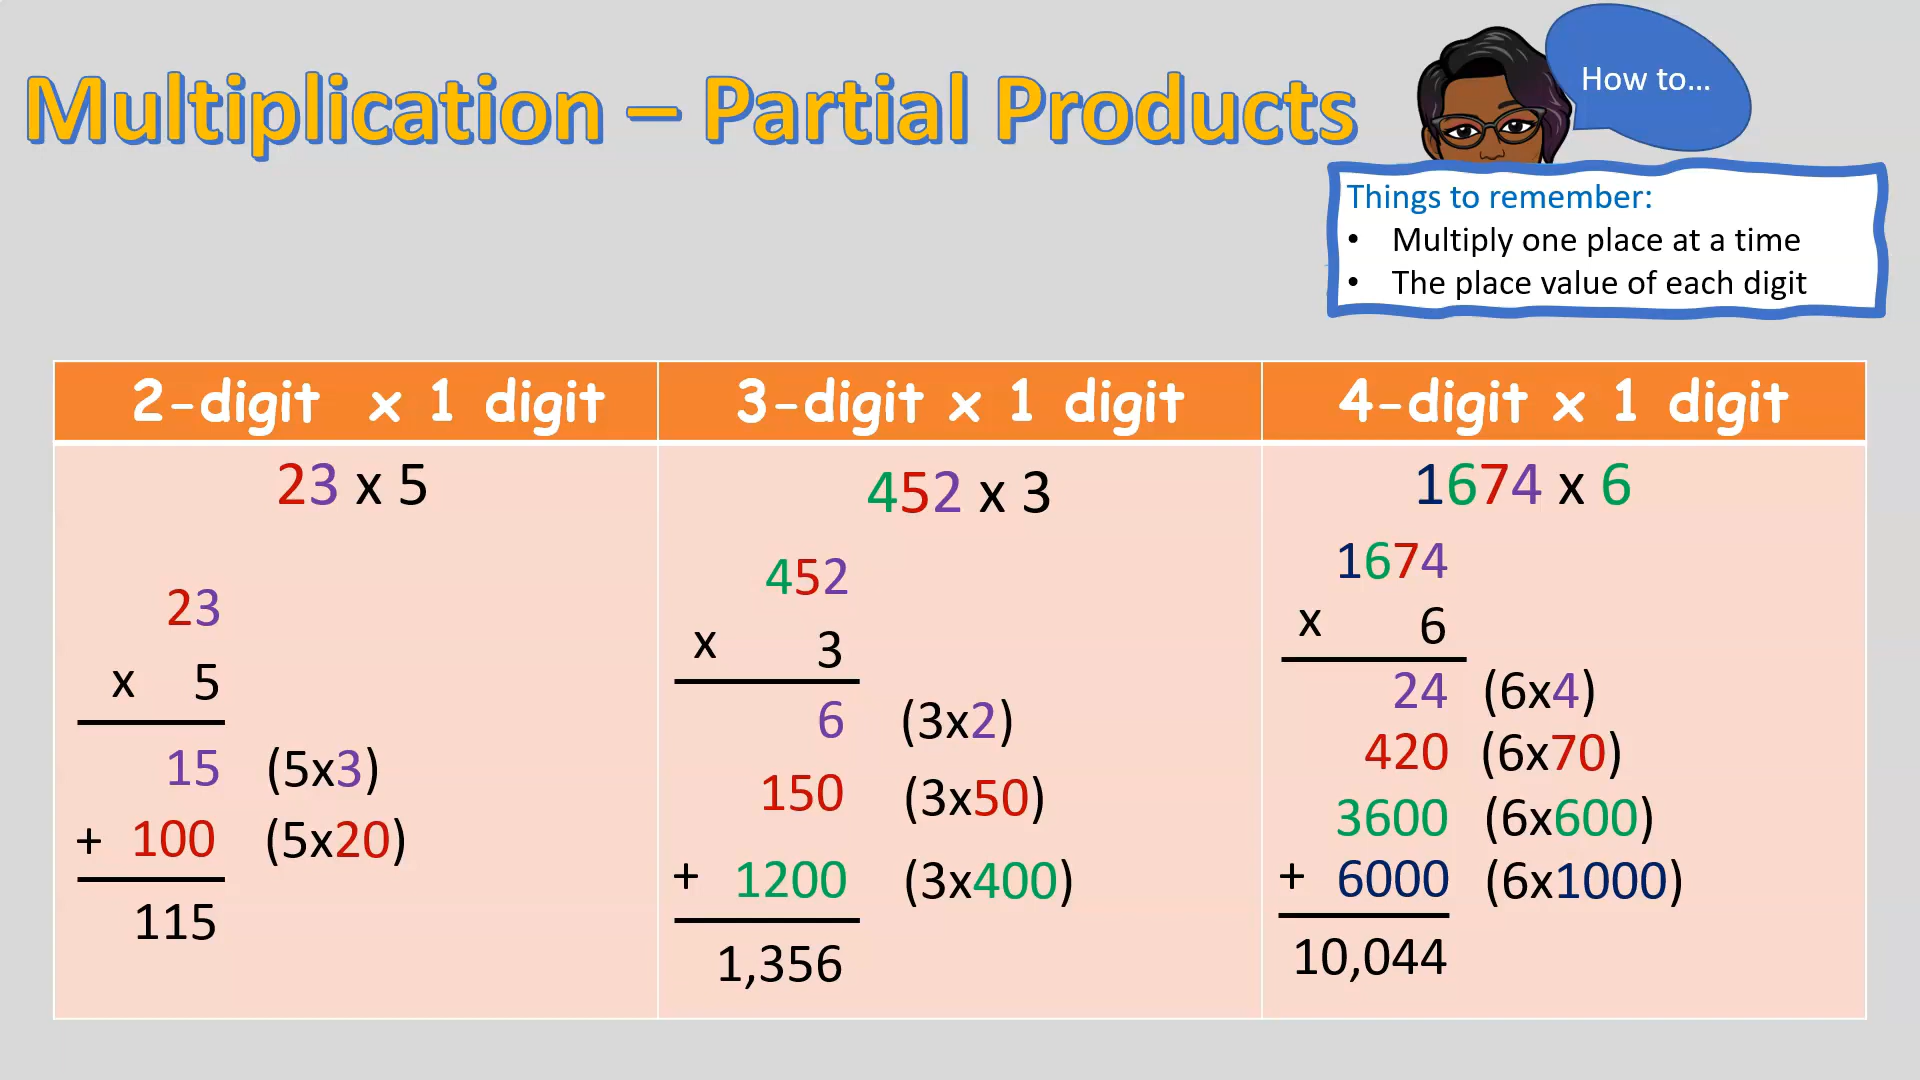 Multiplication – Partial Products
How to...
Things to remember:
• Multiply one place at a time
• The place value of each digit
2-digit x 1 digit
23 x 5
23
x 5
15 (5x3)
+ 100 (5x20)
115
3-digit x 1 digit
452 x 3
452
x 3
6 (3x2)
150 (3x50)
+ 1200 (3x400)
1,356
4-digit x 1 digit
1674 x 6
1674
x 6
24 (6x4)
420 (6x70)
3600 (6x600)
+ 6000 (6x1000)
10,044